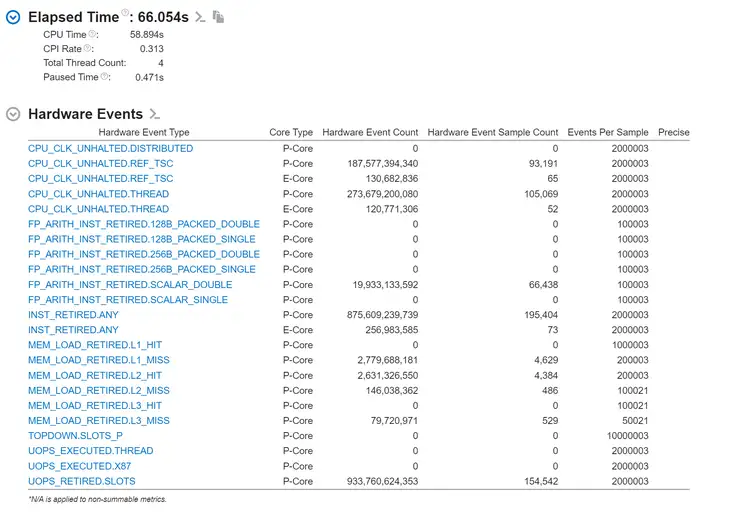 Elapsed Time: 66.054s
CPU Time: 58.894s
CPI Rate: 0.313
Total Thread Count: 4
Paused Time: 0.471s
Hardware Events
Hardware Event Type Core Type Hardware Event Count Hardware Event Sample Count Events Per Sample Precise
CPU_CLK_UNHALTED.DISTRIBUTED P-Core 0 0 2000003
CPU_CLK_UNHALTED.REF_TSC P-Core 187,577,394,340 93,191 2000003
CPU_CLK_UNHALTED.REF_TSC E-Core 130,682,836 65 2000003
CPU_CLK_UNHALTED.THREAD P-Core 273,679,200,080 105,069 2000003
CPU_CLK_UNHALTED.THREAD E-Core 120,771,306 52 2000003
FP_ARITH_INST_RETIRED.128B_PACKED_DOUBLE P-Core 0 0 100003
FP_ARITH_INST_RETIRED.128B_PACKED_SINGLE P-Core 0 0 100003
FP_ARITH_INST_RETIRED.256B_PACKED_DOUBLE P-Core 0 0 100003
FP_ARITH_INST_RETIRED.256B_PACKED_SINGLE P-Core 0 0 100003
FP_ARITH_INST_RETIRED.SCALAR_DOUBLE P-Core 19,933,133,592 66,438 100003
FP_ARITH_INST_RETIRED.SCALAR_SINGLE P-Core 0 0 100003
INST_RETIRED.ANY P-Core 875,609,239,739 195,404 2000003
INST_RETIRED.ANY E-Core 256,983,585 73 2000003
MEM_LOAD_RETIRED.L1_HIT P-Core 0 0 1000003
MEM_LOAD_RETIRED.L1_MISS P-Core 2,779,688,181 4,629 200003
MEM_LOAD_RETIRED.L2_HIT P-Core 2,631,326,550 4,384 200003
MEM_LOAD_RETIRED.L2_MISS P-Core 146,038,362 486 100021
MEM_LOAD_RETIRED.L3_HIT P-Core 0 0 100021
MEM_LOAD_RETIRED.L3_MISS P-Core 79,720,971 529 50021
TOPDOWN.SLOTS_P P-Core 0 0 10000003
UOPS_EXECUTED.THREAD P-Core 0 0 2000003
UOPS_EXECUTED.X87 P-Core 0 0 2000003
UOPS_RETIRED.SLOTS P-Core 933,760,624,353 154,542 2000003
*N/A is applied to non-summable metrics.